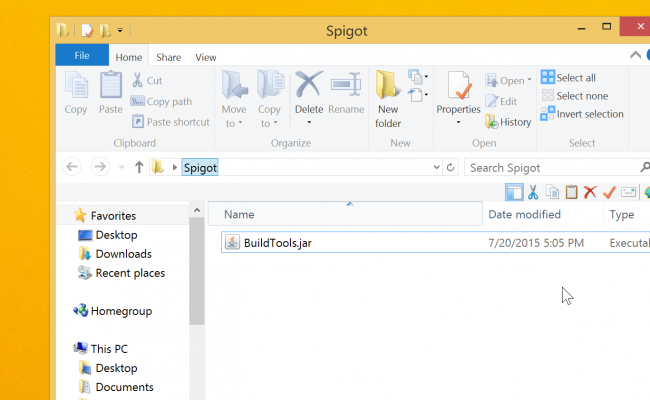 Spigot
File Home Share View
Copy Paste Cut Copy path Paste shortcut Clipboard
Move to Copy to Delete Rename Organize
New folder New
Properties Open Edit History Open
Select all Select none Invert selection Select
Spigot Search Spigot
Name Date modified Type
BuildTools.jar 7/20/2015 5:05 PM Executal
Favorites
Desktop
Downloads
Recent places
Homegroup
This PC
Desktop
Documents